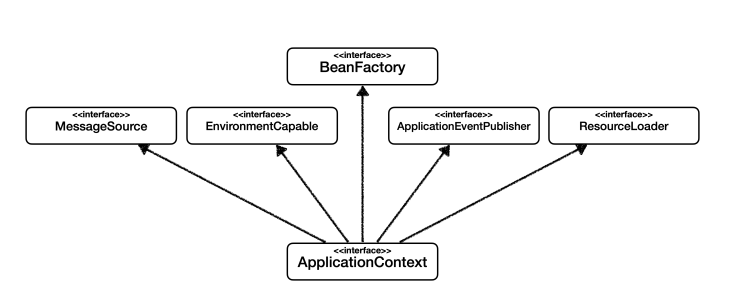 <<interface>>
BeanFactory
<<interface>>
MessageSource
<<interface>>
EnvironmentCapable
<<interface>>
ApplicationEventPublisher
<<interface>>
ResourceLoader
<<interface>>
ApplicationContext